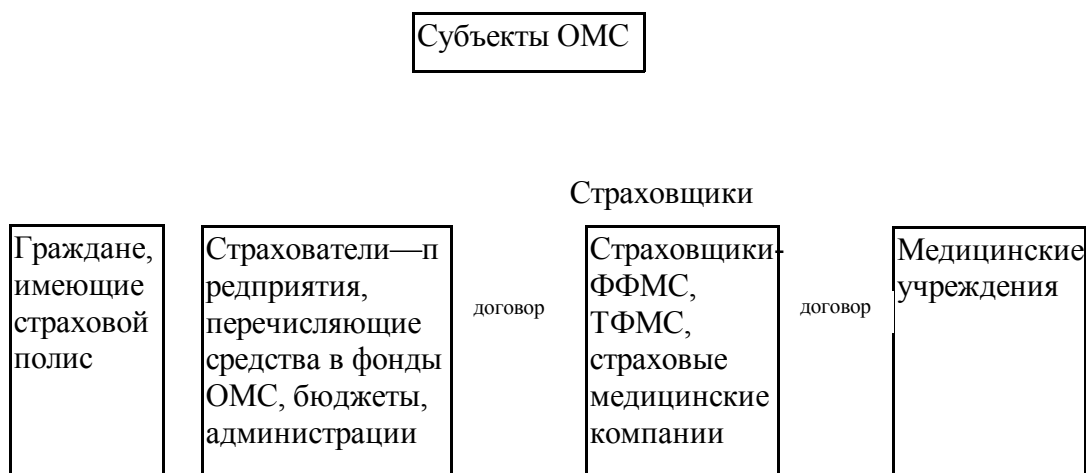 Субъекты ОМС
Страховщики
Граждане,
имеющие
страховой
полис
Страхователи—п
редприятия,
перечисляющие
средства в фонды
ОМС, бюджеты,
администрации
договор
Страховщики-
ФФМС,
ТФМС,
страховые
медицинские
компании
договор
Медицинские
учреждения